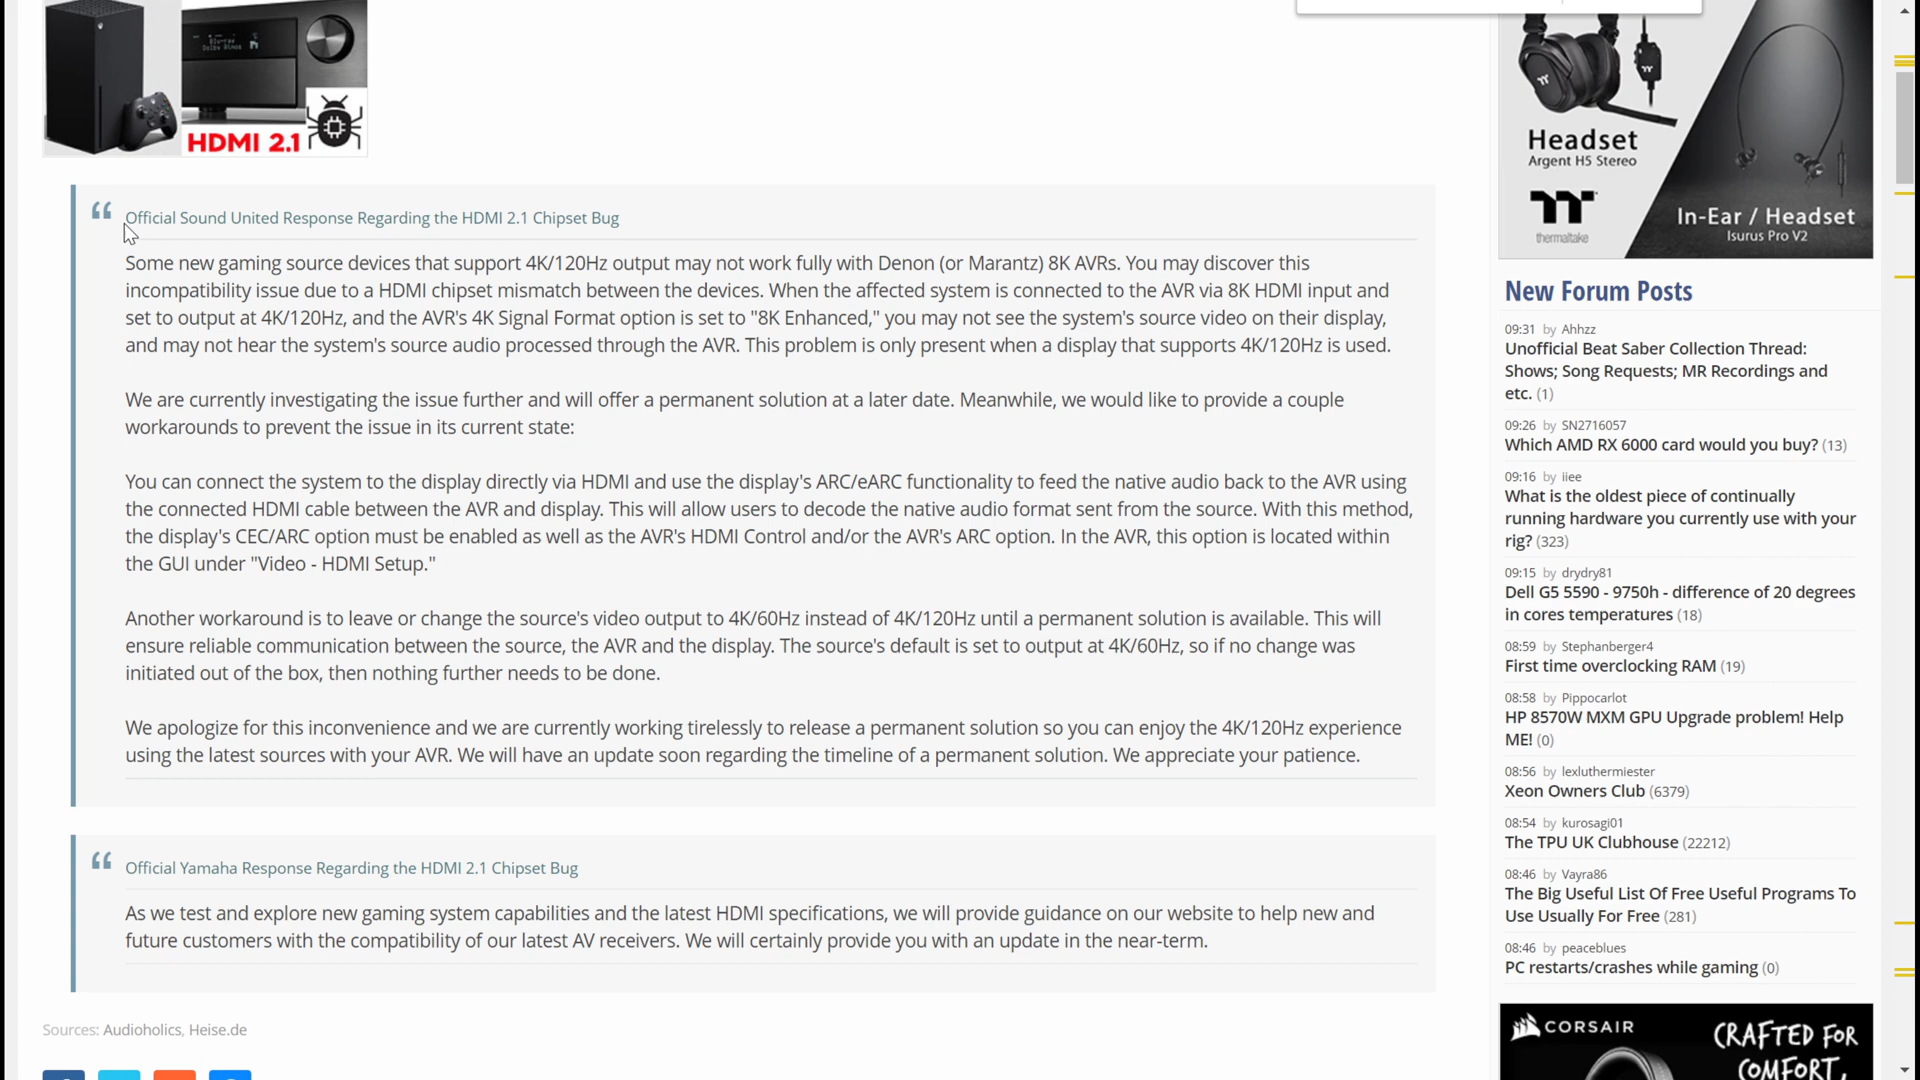 Blu-ray
Dolby Atmos
HDMI 2.1
Official Sound United Response Regarding the HDMI 2.1 Chipset Bug
Some new gaming source devices that support 4K/120Hz output may not work fully with Denon (or Marantz) 8K AVRs. You may discover this
incompatibility issue due to a HDMI chipset mismatch between the devices. When the affected system is connected to the AVR via 8K HDMI input and
set to output at 4K/120Hz, and the AVR's 4K Signal Format option is set to "8K Enhanced," you may not see the system's source video on their display,
and may not hear the system's source audio processed through the AVR. This problem is only present when a display that supports 4K/120Hz is used.
We are currently investigating the issue further and will offer a permanent solution at a later date. Meanwhile, we would like to provide a couple
workarounds to prevent the issue in its current state:
You can connect the system to the display directly via HDMI and use the display's ARC/eARC functionality to feed the native audio back to the AVR using
the connected HDMI cable between the AVR and display. This will allow users to decode the native audio format sent from the source. With this method,
the display's CEC/ARC option must be enabled as well as the AVR's HDMI Control and/or the AVR's ARC option. In the AVR, this option is located within
the GUI under "Video - HDMI Setup."
Another workaround is to leave or change the source's video output to 4K/60Hz instead of 4K/120Hz until a permanent solution is available. This will
ensure reliable communication between the source, the AVR and the display. The source's default is set to output at 4K/60Hz, so if no change was
initiated out of the box, then nothing further needs to be done.
We apologize for this inconvenience and we are currently working tirelessly to release a permanent solution so you can enjoy the 4K/120Hz experience
using the latest sources with your AVR. We will have an update soon regarding the timeline of a permanent solution. We appreciate your patience.
Official Yamaha Response Regarding the HDMI 2.1 Chipset Bug
As we test and explore new gaming system capabilities and the latest HDMI specifications, we will provide guidance on our website to help new and
future customers with the compatibility of our latest AV receivers. We will certainly provide you with an update in the near-term.
Sources: Audioholics, Heise.de
Headset
Argent H5 Stereo
thermaltake
In-Ear / Headset
Isurus Pro V2
New Forum Posts
09:31 by Ahhzz
Unofficial Beat Saber Collection Thread:
Shows; Song Requests; MR Recordings and
etc. (1)
09:26 by SN2716057
Which AMD RX 6000 card would you buy? (13)
09:16 by iiee
What is the oldest piece of continually
running hardware you currently use with your
rig? (323)
09:15 by drydry81
Dell G5 5590 - 9750h - difference of 20 degrees
in cores temperatures (18)
08:59 by Stephanberger4
First time overclocking RAM (19)
08:58 by Pippocarlot
HP 8570W MXM GPU Upgrade problem! Help
ME! (0)
08:56 by lexluthermiester
Xeon Owners Club (6379)
08:54 by kurosagi01
The TPU UK Clubhouse (22212)
08:46 by Vayra86
The Big Useful List Of Free Useful Programs To
Use Usually For Free (281)
08:46 by peaceblues
PC restarts/crashes while gaming (0)
CORSAIR
CRAFTED FOR
COMFORT,